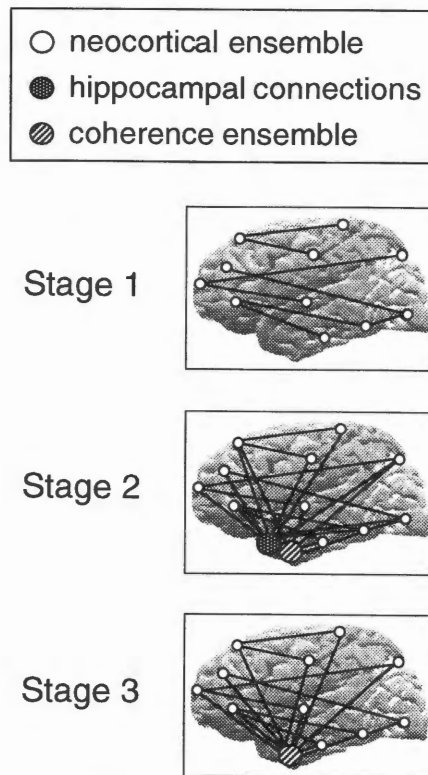 neocortical ensemble
hippocampal connections
coherence ensemble
Stage 1
Stage 2
Stage 3